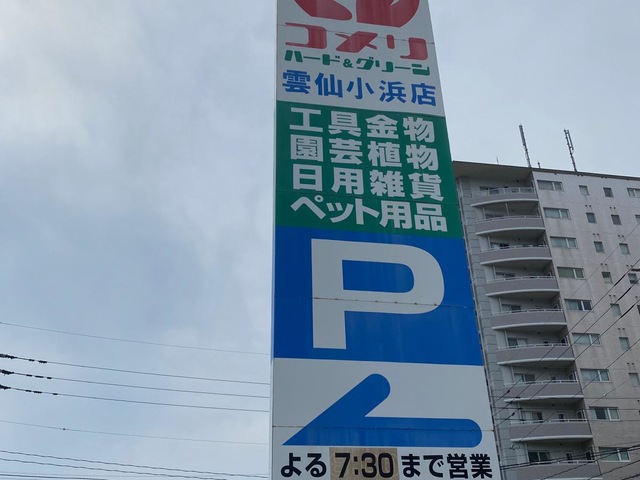 コメリ
ハード&グリーン
雲仙小浜店
工具金物
園芸植物
日用雑貨
ペット用品
P
よる7:30まで営業